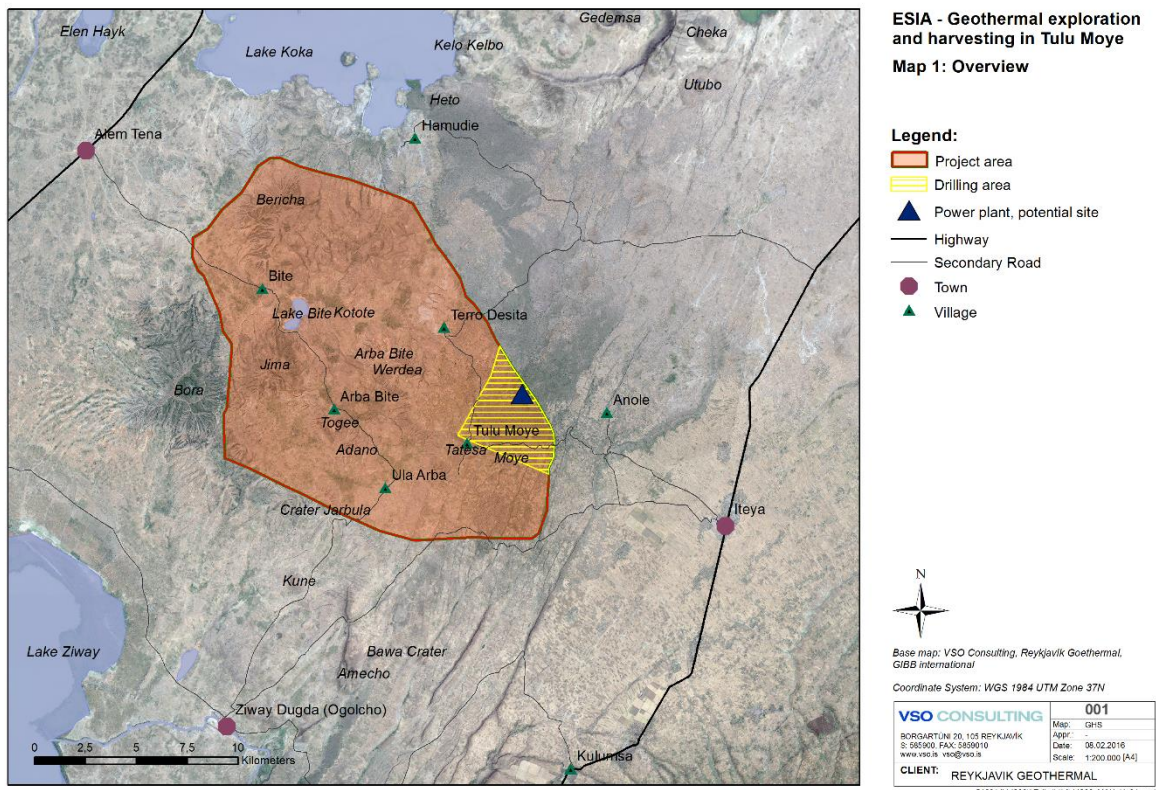 Elen Hayk
Lake Koka
Kelo Kelbo
Gedemsa
Cheka
Utubo
Heto
Hamudie
Alem Tena
Bericha
Bite
Lake Bite
Kotote
Terro Desita
Arba Bite
Werdea
Jima
Bora
Arba Bite
Togee
Anole
Tulu Moye
Adano
Tatesa
Moye
Ula Arba
Crater Jarbula
Iteya
Kune
Lake Ziway
Bawa Crater
Amecho
Ziway Dugda (Ogolcho)
Kulumsa
0 2,5 5 7,5 10
Kilometers
ESIA - Geothermal exploration
and harvesting in Tulu Moye
Map 1: Overview
Legend:
Project area
Drilling area
Power plant, potential site
Highway
Secondary Road
Town
Village
N
Base map: VSO Consulting, Reykjavik Goethermal,
GIBB international
Coordinate System: WGS 1984 UTM Zone 37N
VSO CONSULTING
BORGARTÚNI 20, 105 REYKJAVÍK
S: 585900, FAX: 5859010
www.vso.is vso@vso.is
001
Map: GHS
Appr.: -
Date: 08.02.2016
Scale: 1:200.000 [A4]
CLIENT: REYKJAVIK GEOTHERMAL